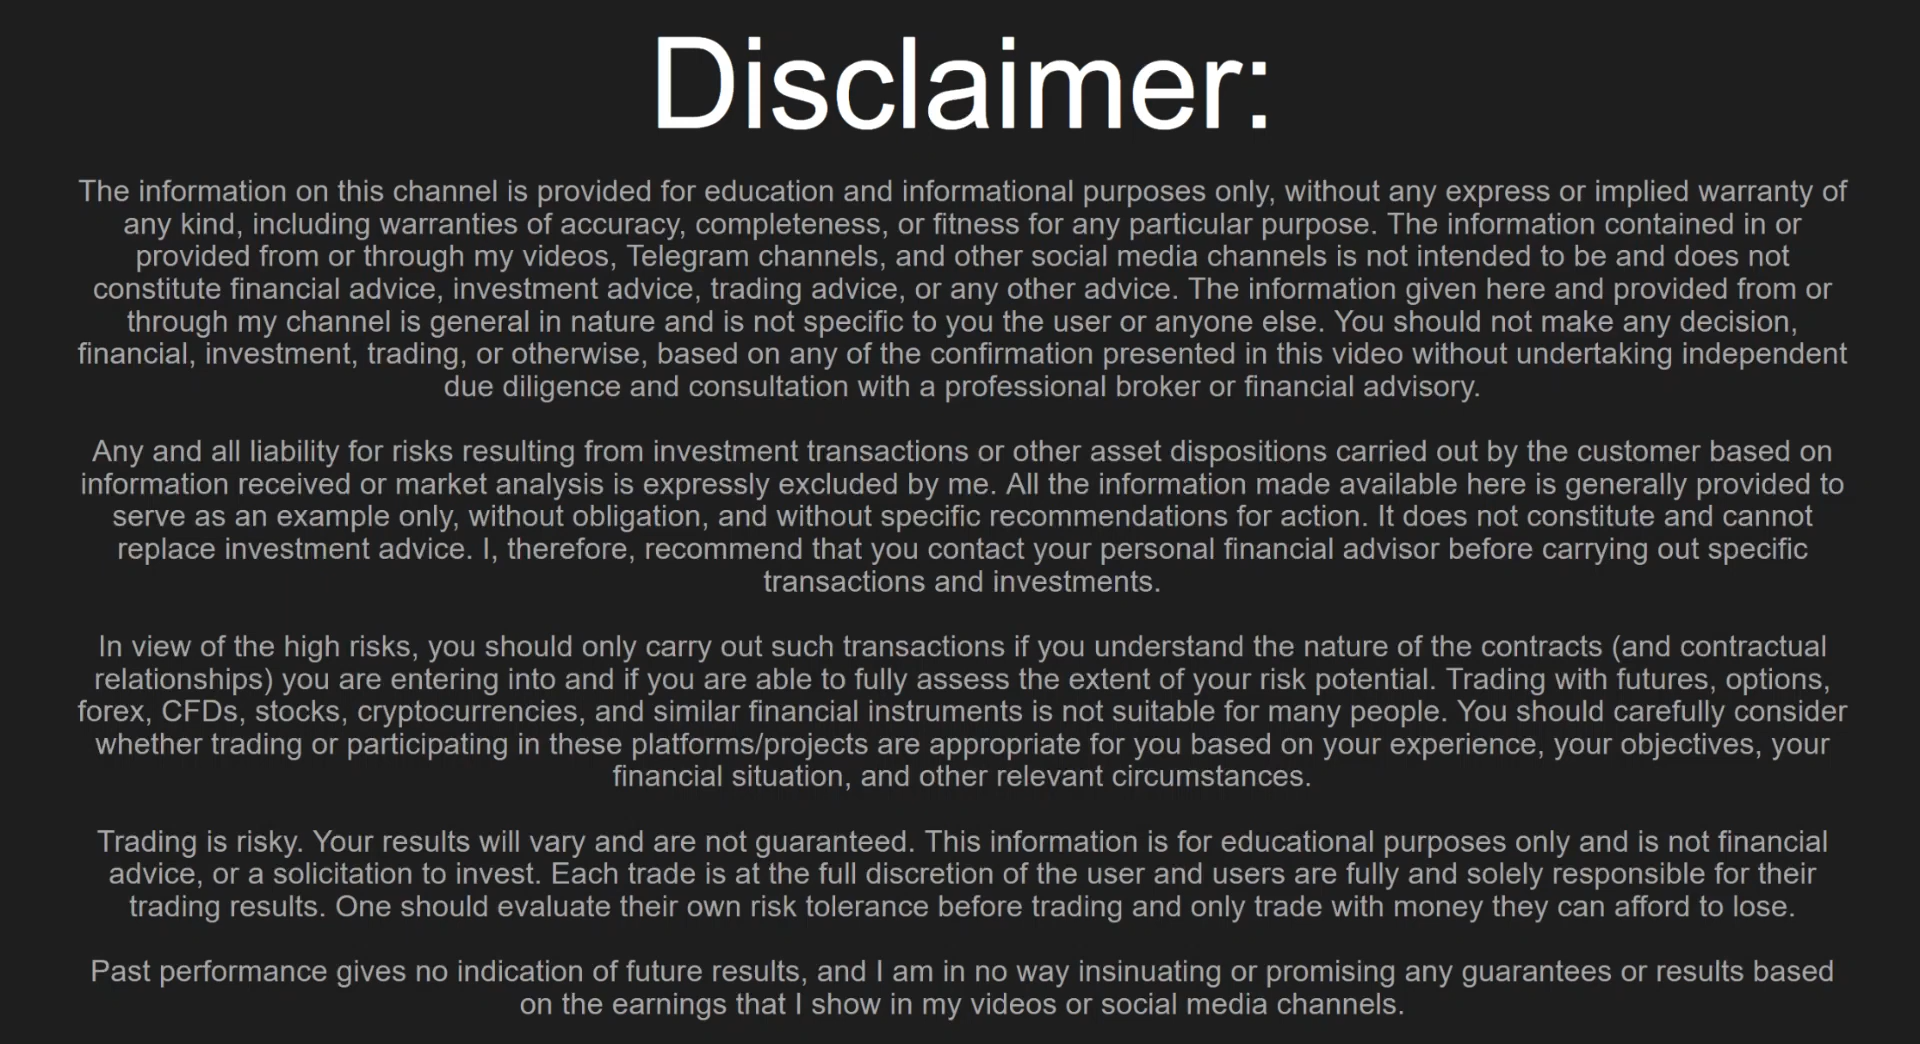 Disclaimer:
The information on this channel is provided for education and informational purposes only, without any express or implied warranty of
any kind, including warranties of accuracy, completeness, or fitness for any particular purpose. The information contained in or
provided from or through my videos, Telegram channels, and other social media channels is not intended to be and does not
constitute financial advice, investment advice, trading advice, or any other advice. The information given here and provided from or
through my channel is general in nature and is not specific to you the user or anyone else. You should not make any decision,
financial, investment, trading, or otherwise, based on any of the confirmation presented in this video without undertaking independent
due diligence and consultation with a professional broker or financial advisory.
Any and all liability for risks resulting from investment transactions or other asset dispositions carried out by the customer based on
information received or market analysis is expressly excluded by me. All the information made available here is generally provided to
serve as an example only, without obligation, and without specific recommendations for action. It does not constitute and cannot
replace investment advice. I, therefore, recommend that you contact your personal financial advisor before carrying out specific
transactions and investments.
In view of the high risks, you should only carry out such transactions if you understand the nature of the contracts (and contractual
relationships) you are entering into and if you are able to fully assess the extent of your risk potential. Trading with futures, options,
forex, CFDs, stocks, cryptocurrencies, and similar financial instruments is not suitable for many people. You should carefully consider
whether trading or participating in these platforms/projects are appropriate for you based on your experience, your objectives, your
financial situation, and other relevant circumstances.
Trading is risky. Your results will vary and are not guaranteed. This information is for educational purposes only and is not financial
advice, or a solicitation to invest. Each trade is at the full discretion of the user and users are fully and solely responsible for their
trading results. One should evaluate their own risk tolerance before trading and only trade with money they can afford to lose.
Past performance gives no indication of future results, and I am in no way insinuating or promising any guarantees or results based
on the earnings that I show in my videos or social media channels.